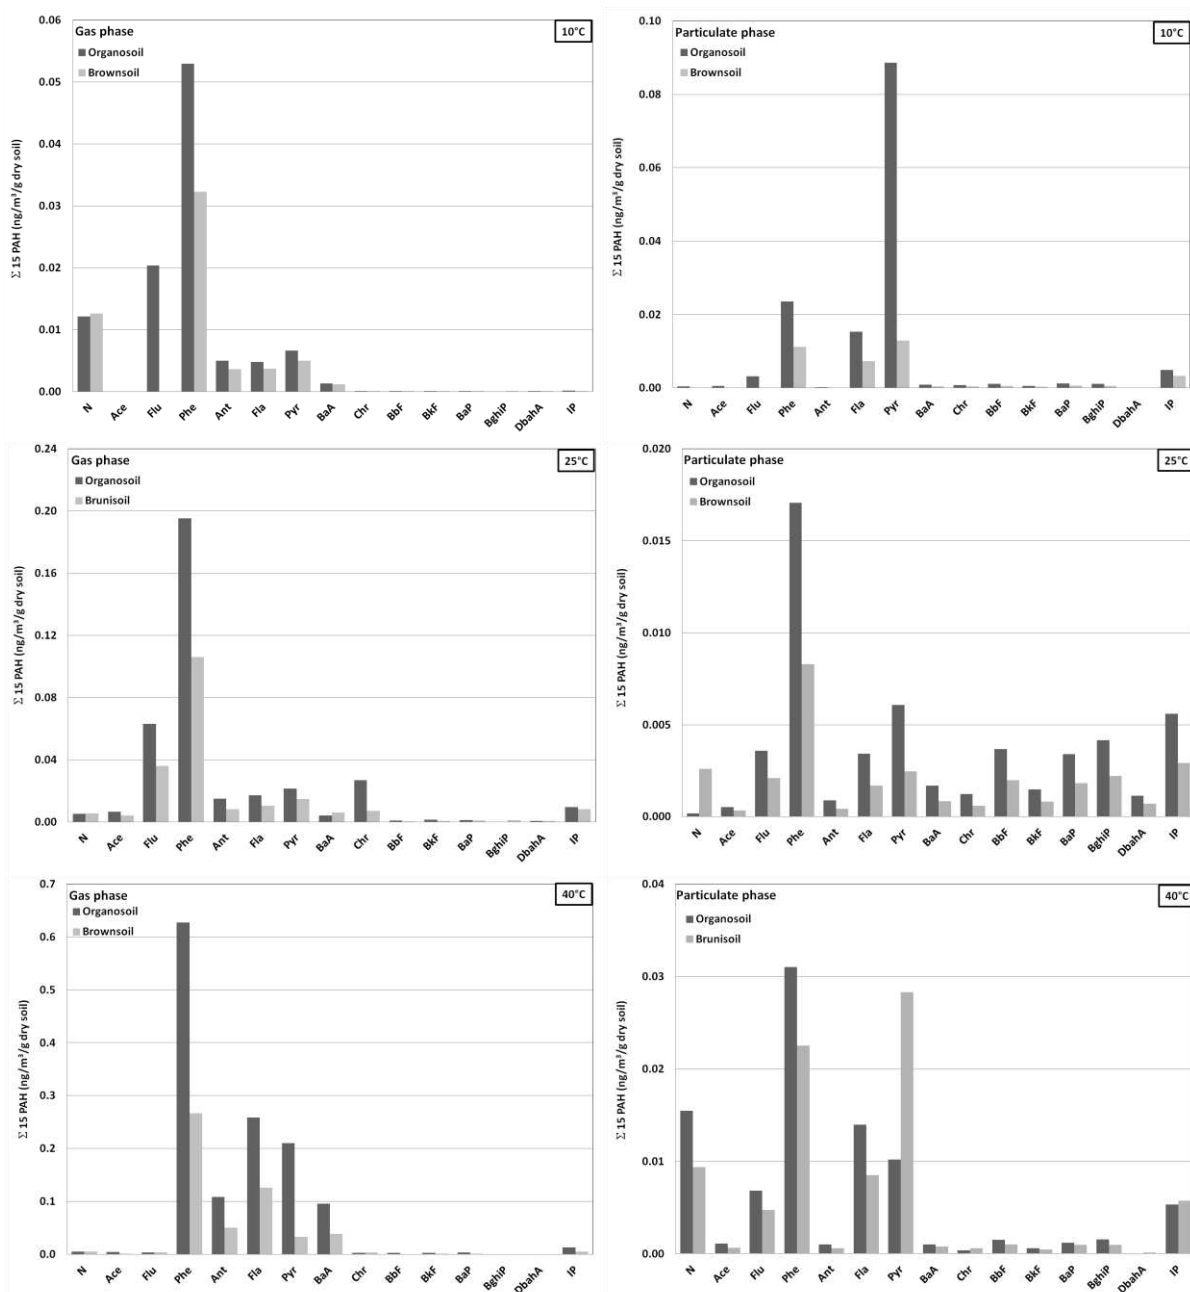 Gas phase
10°C
Organosoil
Brownsoil
Σ 15 PAH (ng/m³/g dry soil)
0.06
0.05
0.04
0.03
0.02
0.01
0.00
N Ace Flu Phe Ant Fla Pyr BaA Chr BbF BkF BaP BghiP DbahA IP
Particulate phase
10°C
Organosoil
Brownsoil
Σ 15 PAH (ng/m³/g dry soil)
0.10
0.08
0.06
0.04
0.02
0.00
N Ace Flu Phe Ant Fla Pyr BaA Chr BbF BkF BaP BghiP DbahA IP
Gas phase
25°C
Organosoil
Brunisoil
Σ 15 PAH (ng/m³/g dry soil)
0.24
0.20
0.16
0.12
0.08
0.04
0.00
N Ace Flu Phe Ant Fla Pyr BaA Chr BbF BkF BaP BghiP DbahA IP
Particulate phase
25°C
Organosoil
Brownsoil
Σ 15 PAH (ng/m³/g dry soil)
0.020
0.015
0.010
0.005
0.000
N Ace Flu Phe Ant Fla Pyr BaA Chr BbF BkF BaP BghiP DbahA IP
Gas phase
40°C
Organosoil
Brownsoil
Σ 15 PAH (ng/m³/g dry soil)
0.7
0.6
0.5
0.4
0.3
0.2
0.1
0.0
N Ace Flu Phe Ant Fla Pyr BaA Chr BbF BkF BaP BghiP DbahA IP
Particulate phase
40°C
Organosoil
Brunisoil
Σ 15 PAH (ng/m³/g dry soil)
0.04
0.03
0.02
0.01
0.00
N Ace Flu Phe Ant Fla Pyr BaA Chr BbF BkF BaP BghiP DbahA IP